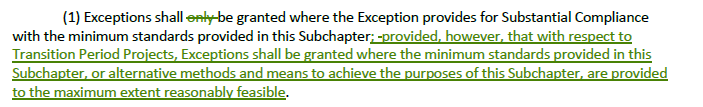 (1) Exceptions shall only be granted where the Exception provides for Substantial Compliance
with the minimum standards provided in this Subchapter; -provided, however, that with respect to
Transition Period Projects, Exceptions shall be granted where the minimum standards provided in this
Subchapter, or alternative methods and means to achieve the purposes of this Subchapter, are provided
to the maximum extent reasonably feasible.